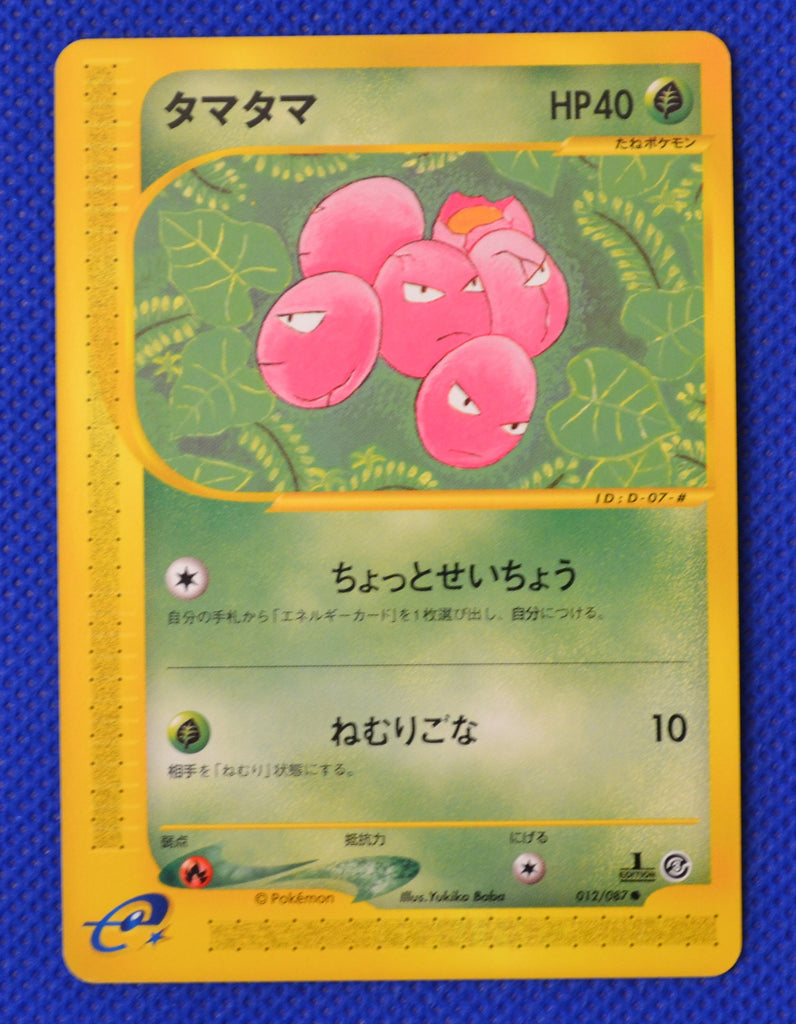 タマタマ
HP40
たねポケモン
ID:D-07-#
ちょっとせいちょう
自分の手札から「エネルギーカード」を1枚選び出し、自分につける。
ねむりごな 10
相手を「ねむり」状態にする。
弱点 抵抗力 にげる
1
EDITION
© Pokémon Illus.Yukiko Baba 012/087●
e